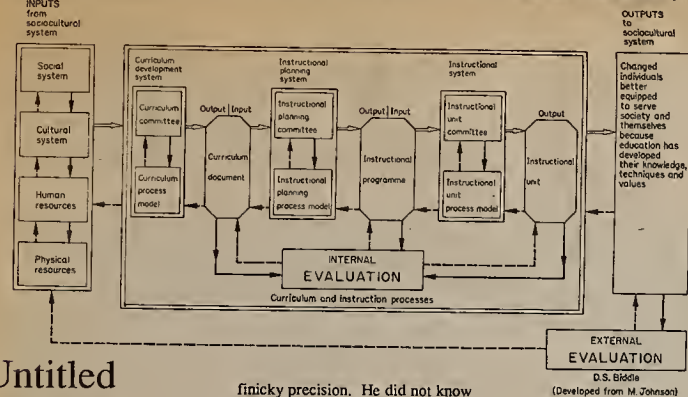 INPUTS
from
sociocultural
system
Social
system
Cultural
system
Human
resources
Physical
resources
Curriculum
development
system
Curriculum
committee
Curriculum
process
model
Output Input
Curriculum
document
Instructional
planning
system
Instructional
planning
committee
Instructional
planning
process model
Output Input
Instructional
programme
Instructional
system
Instructional
unit
committee
Instructional
unit
process model
Output
Instructional
unit
INTERNAL
EVALUATION
Curriculum and instruction processes
OUTPUTS
to
sociocultural
system
Changed
individuals
better
equipped
to serve
society and
themselves
because
education has
developed
their knowledge,
techniques and
values
EXTERNAL
EVALUATION
D.S. Biddle
(Developed from M. Johnson)
Untitled
finicky precision. He did not know